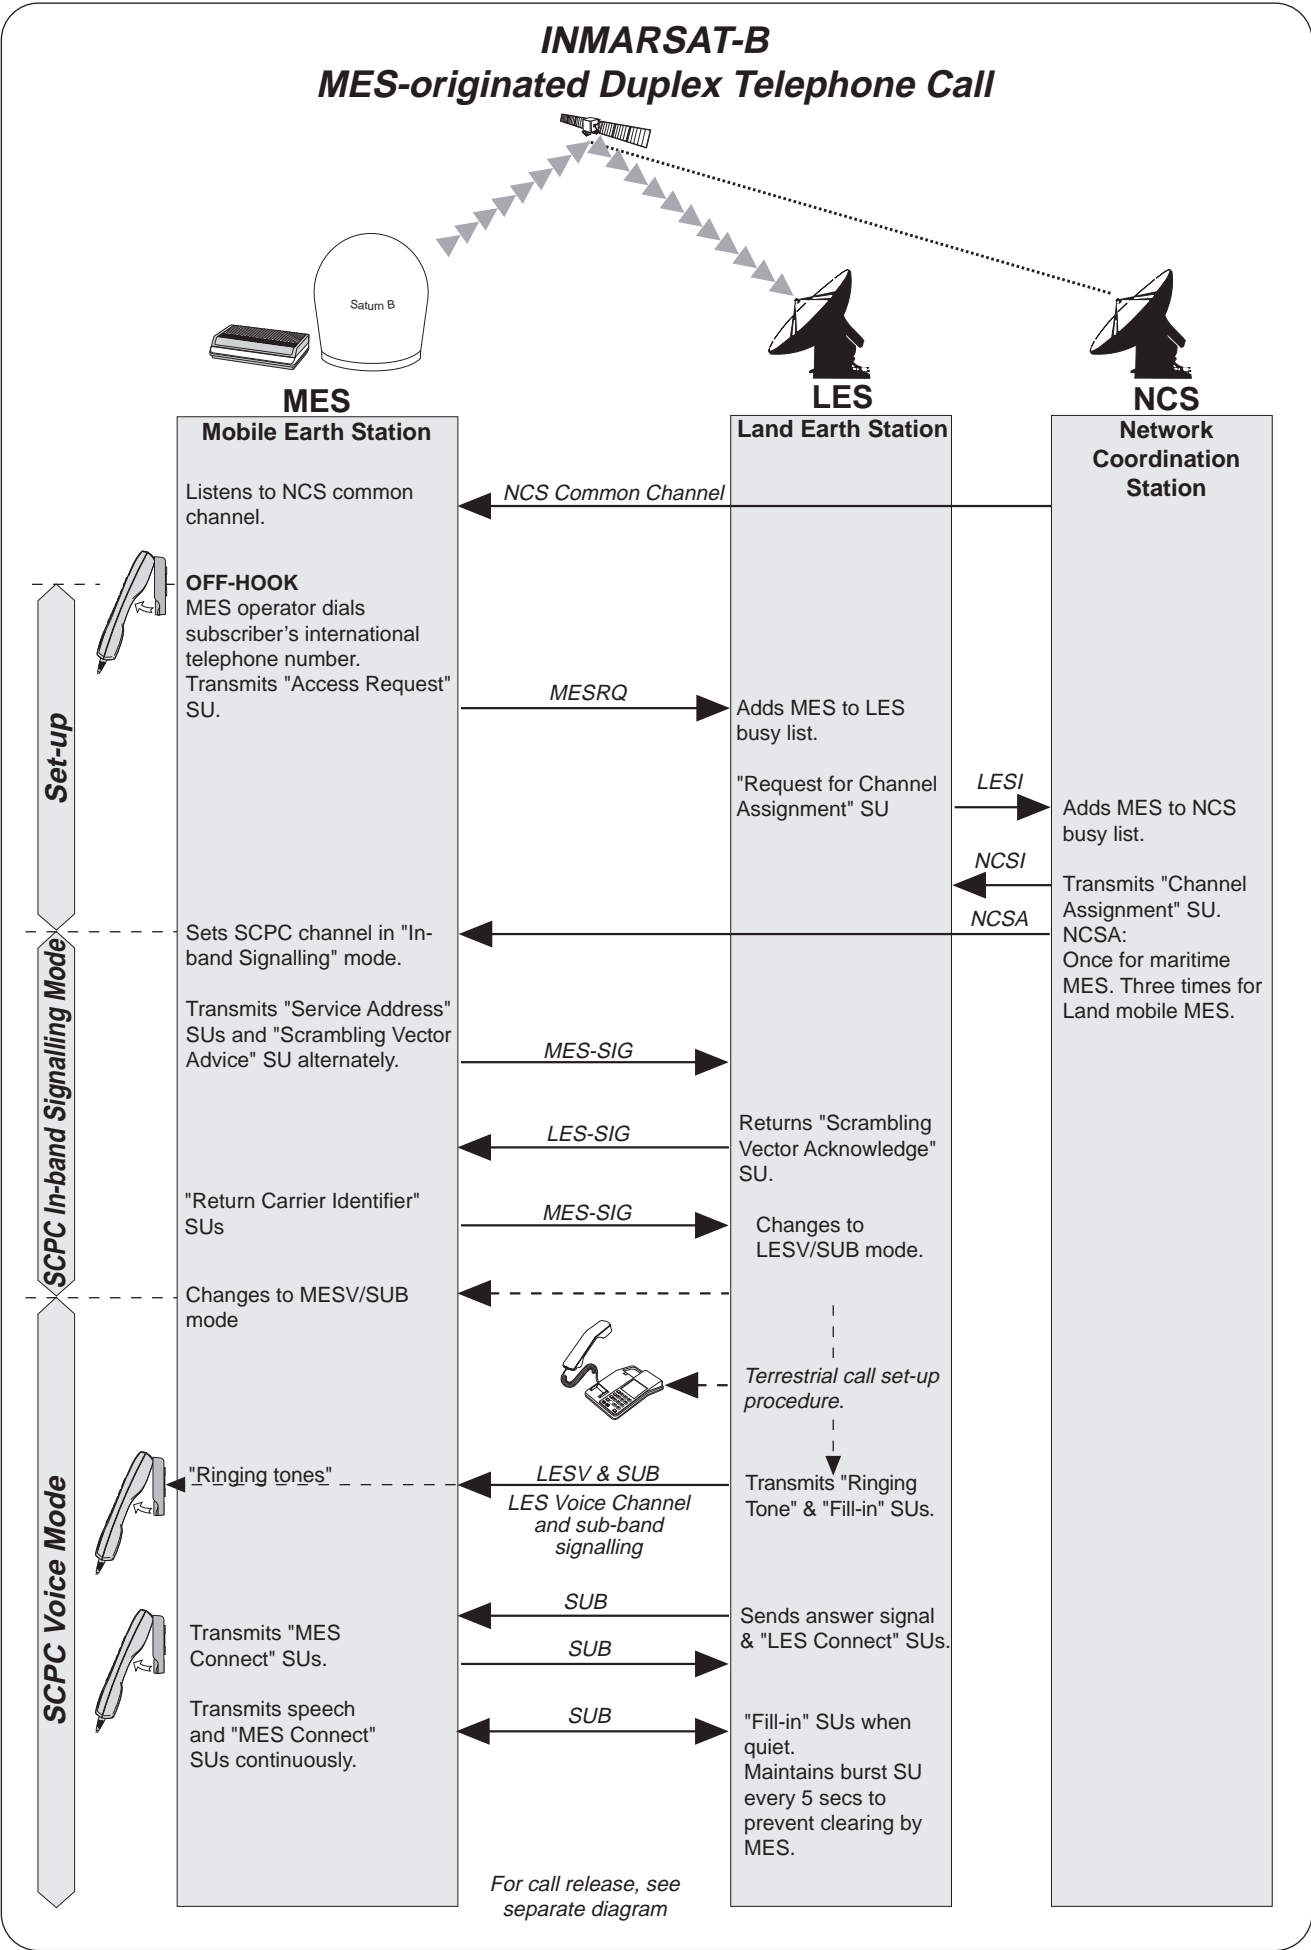 INMARSAT-B
MES-originated Duplex Telephone Call
Saturn B
MES
Mobile Earth Station
LES
Land Earth Station
NCS
Network
Coordination
Station
Listens to NCS common
channel.
NCS Common Channel
Set-up
OFF-HOOK
MES operator dials
subscriber’s international
telephone number.
Transmits "Access Request"
SU.
MESRQ
Adds MES to LES
busy list.
"Request for Channel
Assignment" SU
LESI
Adds MES to NCS
busy list.
NCSI
Transmits "Channel
Assignment" SU.
NCSA:
Once for maritime
MES. Three times for
Land mobile MES.
NCSA
SCPC In-band Signalling Mode
Sets SCPC channel in "In-
band Signalling" mode.
Transmits "Service Address"
SUs and "Scrambling Vector
Advice" SU alternately.
MES-SIG
LES-SIG
Returns "Scrambling
Vector Acknowledge"
SU.
"Return Carrier Identifier"
SUs
MES-SIG
Changes to
LESV/SUB mode.
SCPC Voice Mode
Changes to MESV/SUB
mode
Terrestrial call set-up
procedure.
"Ringing tones"
LESV & SUB
LES Voice Channel
and sub-band
signalling
Transmits "Ringing
Tone" & "Fill-in" SUs.
SUB
Sends answer signal
& "LES Connect" SUs.
Transmits "MES
Connect" SUs.
SUB
Transmits speech
and "MES Connect"
SUs continuously.
SUB
"Fill-in" SUs when
quiet.
Maintains burst SU
every 5 secs to
prevent clearing by
MES.
For call release, see
separate diagram